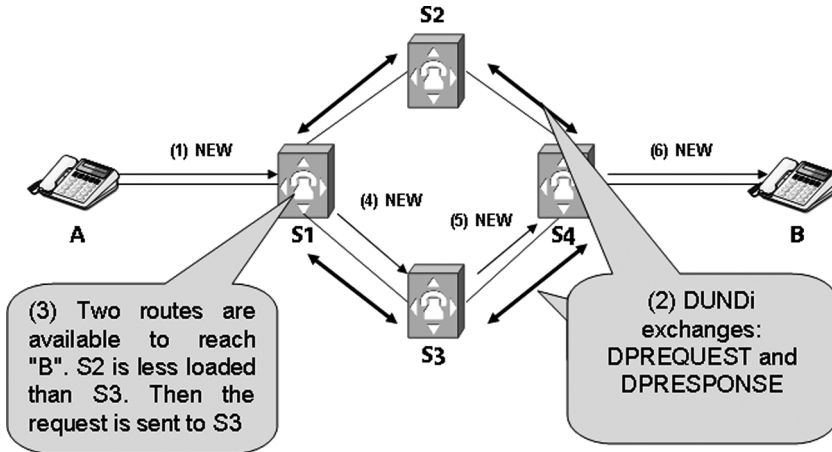 S2
(1) NEW
(6) NEW
(4) NEW
(5) NEW
A
S1
S4
B
S3
(3) Two routes are
available to reach
"B". S2 is less loaded
than S3. Then the
request is sent to S3
(2) DUNDi
exchanges:
DPREQUEST and
DPRESPONSE